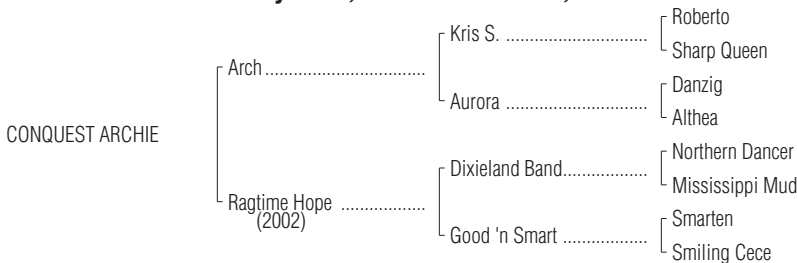 Roberto
Kris S. ................................
Sharp Queen
Arch....................................
Danzig
Aurora ................................
Althea
CONQUEST ARCHIE
Northern Dancer
Dixieland Band...................
Mississippi Mud
Ragtime Hope ...................
(2002)
Smarten
Good 'n Smart ...................
Smiling Cece